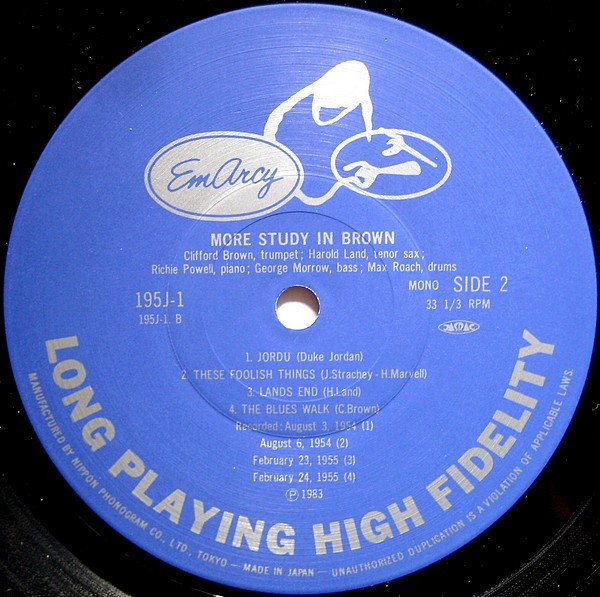 EmArcy
MORE STUDY IN BROWN
Clifford Brown, trumpet; Harold Land, tenor sax;
Richie Powell, piano; George Morrow, bass; Max Roach, drums
195J-1
195J-1. B
MONO SIDE 2
33 1/3 RPM
JASRAC
1. JORDU (Duke Jordan)
2. THESE FOOLISH THINGS (J.Strachey-H.Marvell)
3. LANDS END (H.Land)
4. THE BLUES WALK (C.Brown)
Recorded: August 3, 1954 (1)
August 6, 1954 (2)
February 23, 1955 (3)
February 24, 1955 (4)
Ⓟ 1983
LONG PLAYING HIGH FIDELITY
MANUFACTURED BY NIPPON PHONOGRAM CO., LTD. TOKYO — MADE IN JAPAN — UNAUTHORIZED DUPLICATION IS A VIOLATION OF APPLICABLE LAWS.